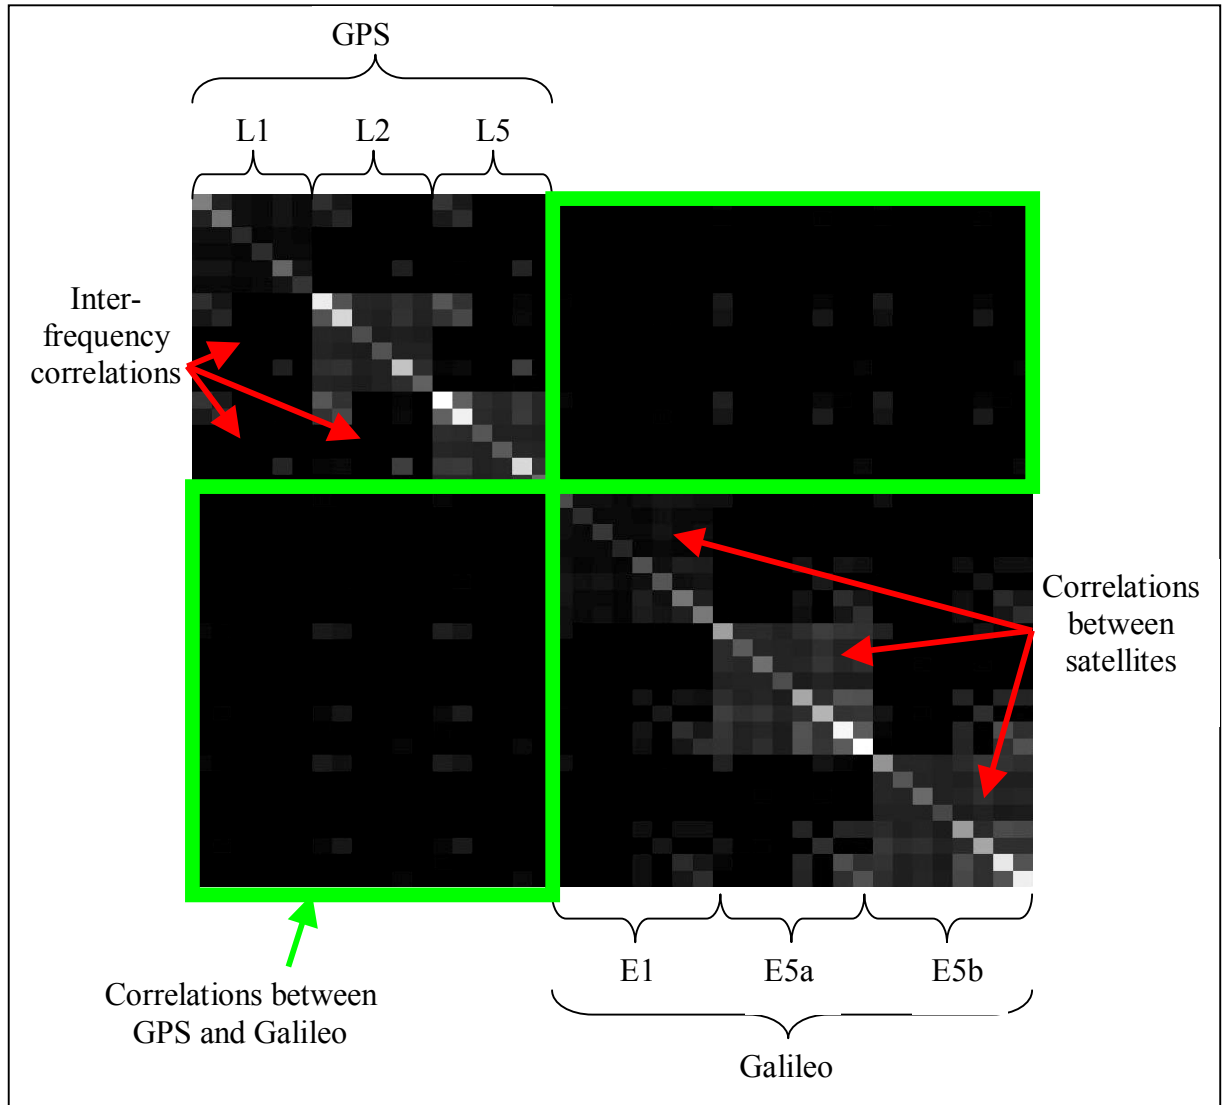 GPS
L1 L2 L5
Inter-
frequency
correlations
Correlations
between
satellites
E1 E5a E5b
Correlations between
GPS and Galileo
Galileo